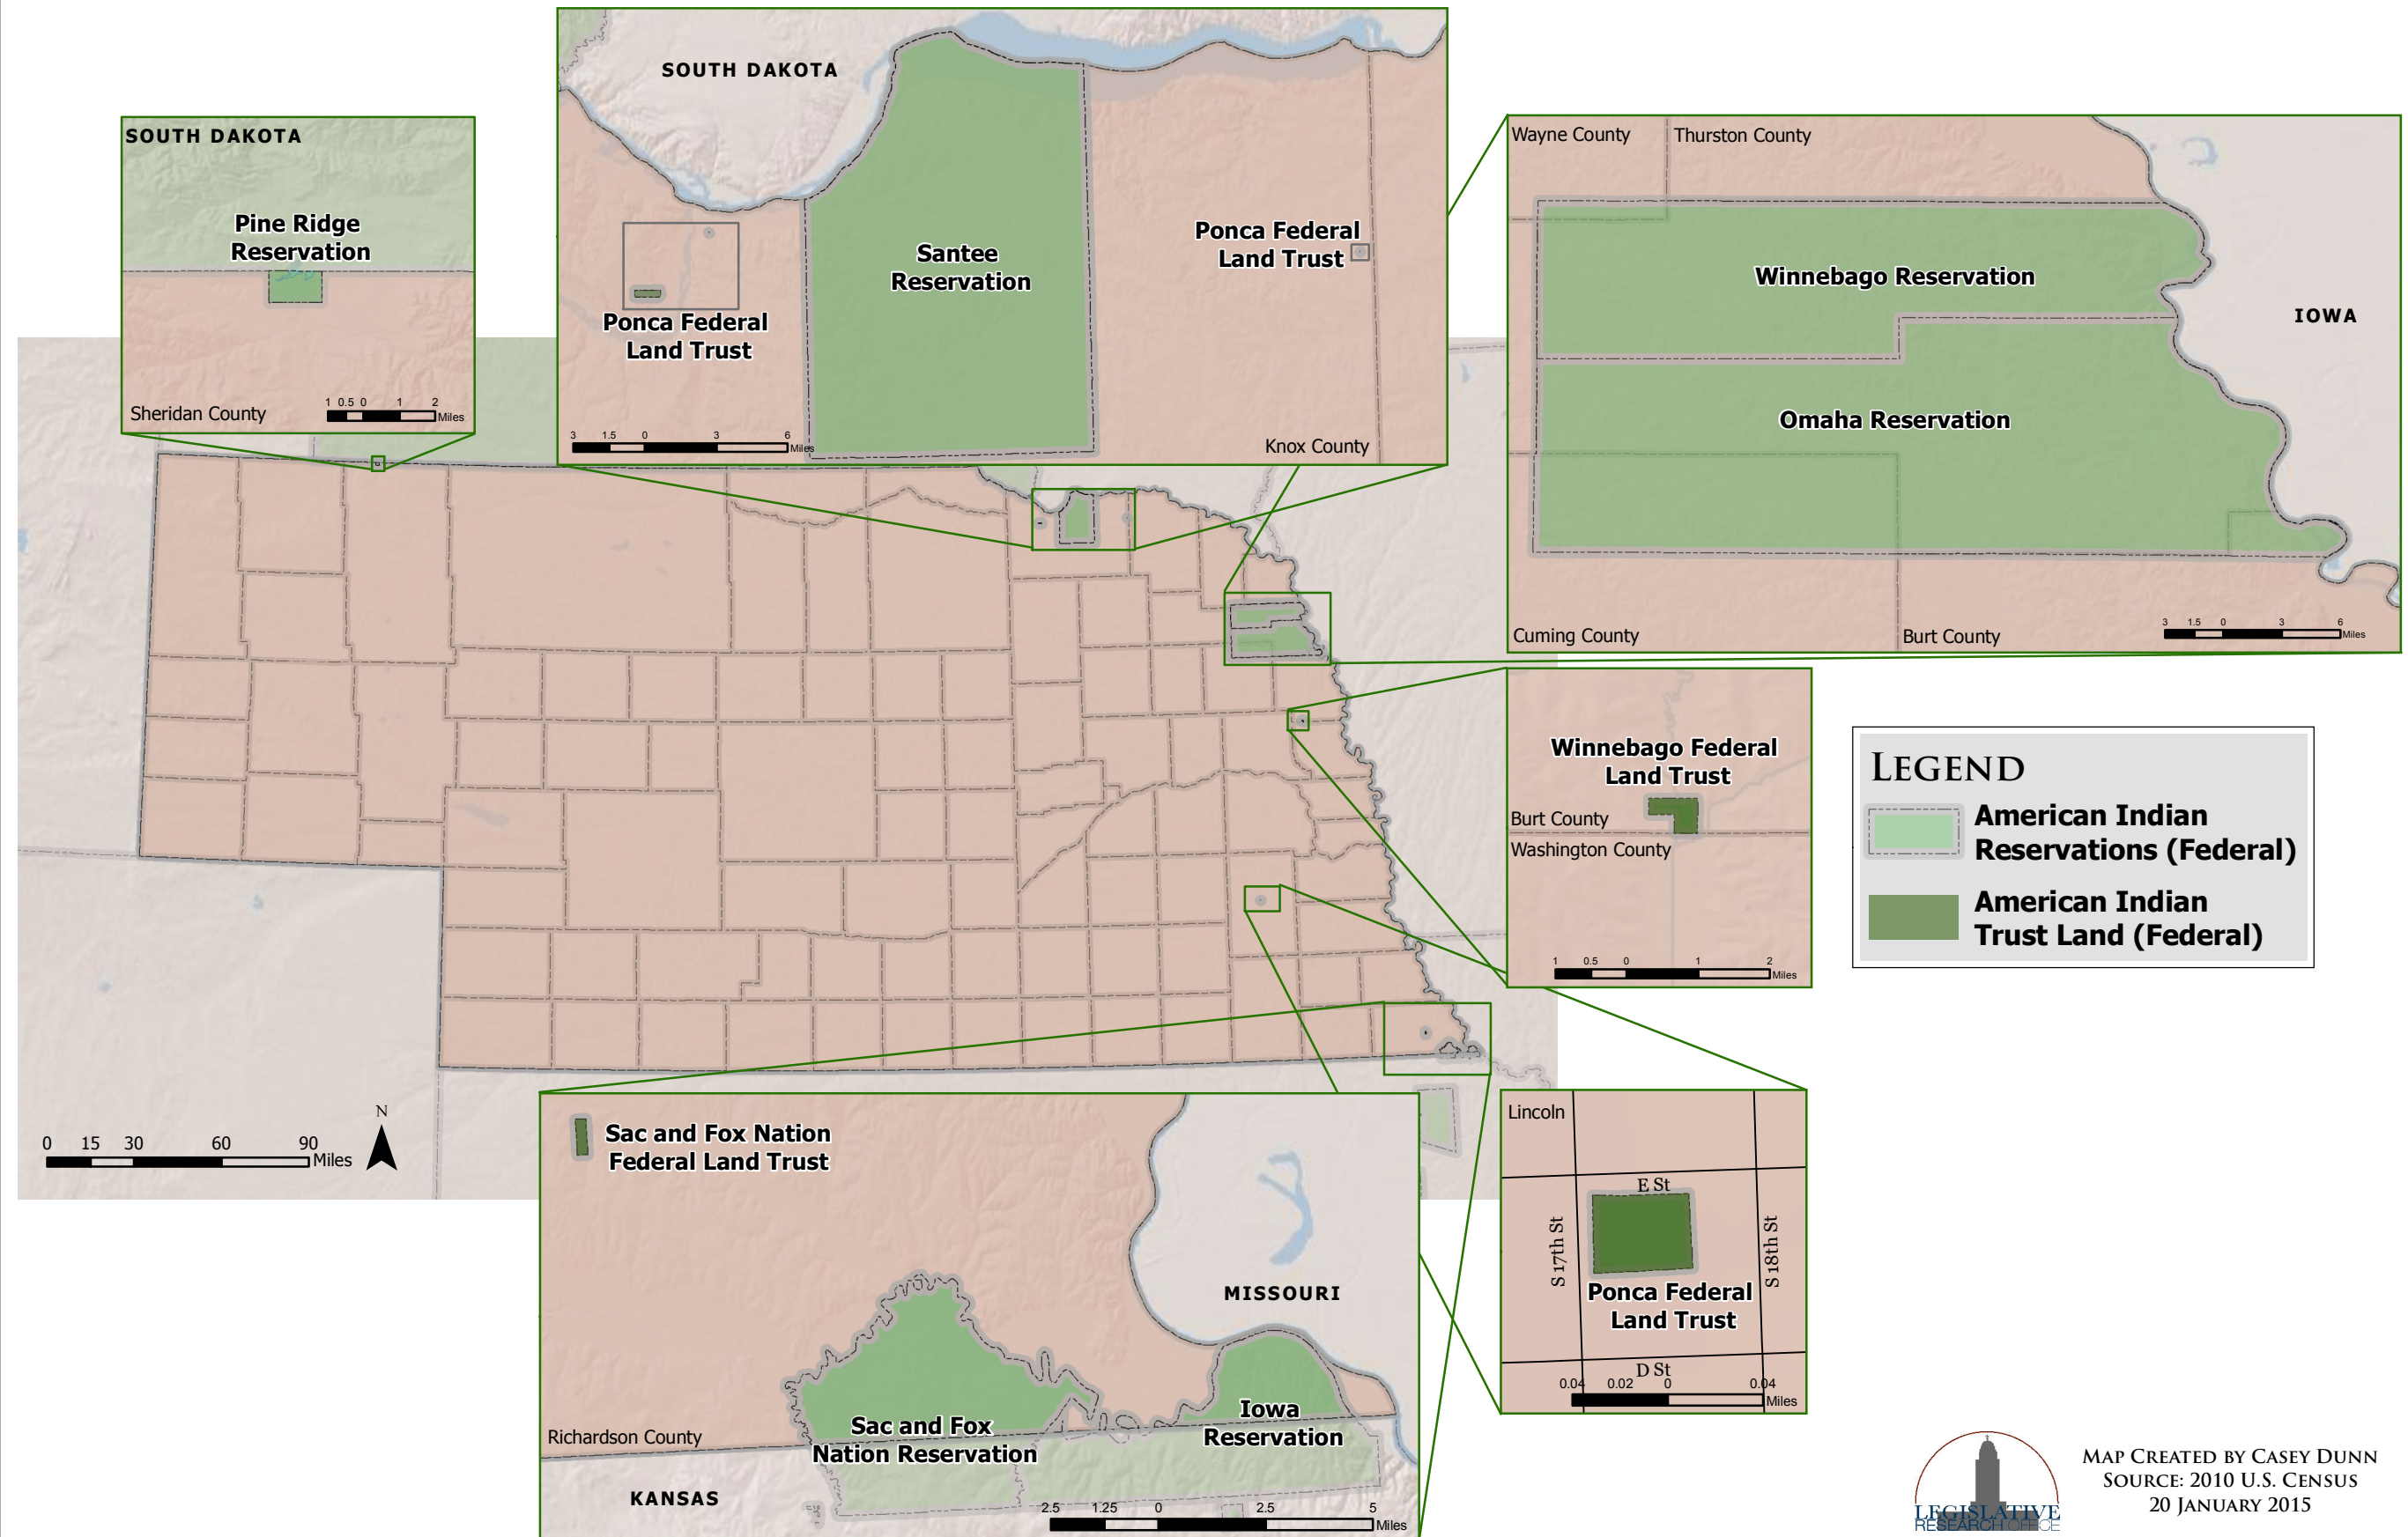 SOUTH DAKOTA
Pine Ridge
Reservation
Sheridan County
1 0.5 0 1 2
Miles
SOUTH DAKOTA
Santee
Reservation
Ponca Federal
Land Trust
Ponca Federal
Land Trust
3 1.5 0 3 6
Miles
Knox County
Wayne County
Thurston County
Winnebago Reservation
IOWA
Omaha Reservation
Cuming County
Burt County
3 1.5 0 3 6
Miles
Winnebago Federal
Land Trust
Burt County
Washington County
1 0.5 0 1 2
Miles
LEGEND
American Indian
Reservations (Federal)
American Indian
Trust Land (Federal)
0 15 30 60 90
Miles
N
Sac and Fox Nation
Federal Land Trust
MISSOURI
Richardson County
Sac and Fox
Nation Reservation
Iowa
Reservation
KANSAS
2.5 1.25 0 2.5 5
Miles
Lincoln
E St
S 17th St
S 18th St
Ponca Federal
Land Trust
D St
0.04 0.02 0 0.04
Miles
LEGISLATIVE
RESEARCH OFFICE
MAP CREATED BY CASEY DUNN
SOURCE: 2010 U.S. CENSUS
20 JANUARY 2015